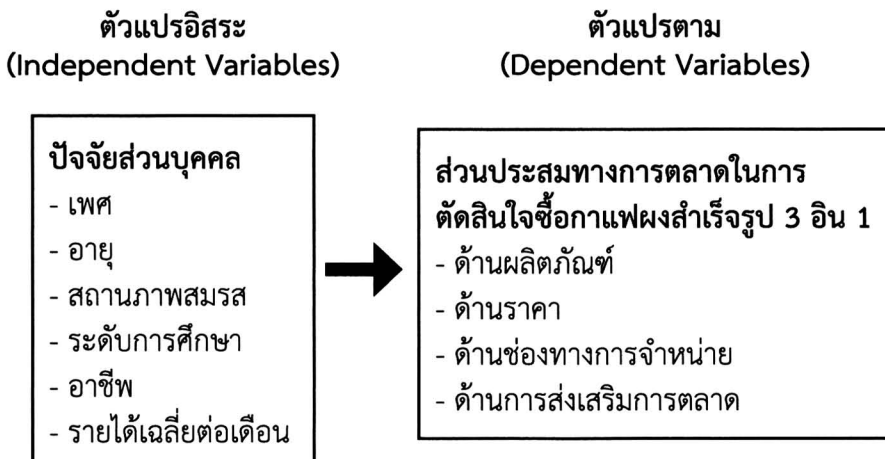 ตัวแปรอิสระ
(Independent Variables)
ปัจจัยส่วนบุคคล
- เพศ
- อายุ
- สถานภาพสมรส
- ระดับการศึกษา
- อาชีพ
- รายได้เฉลี่ยต่อเดือน
ตัวแปรตาม
(Dependent Variables)
ส่วนประสมทางการตลาดในการ
ตัดสินใจซื้อกาแฟผงสำเร็จรูป 3 อิน 1
- ด้านผลิตภัณฑ์
- ด้านราคา
- ด้านช่องทางการจำหน่าย
- ด้านการส่งเสริมการตลาด